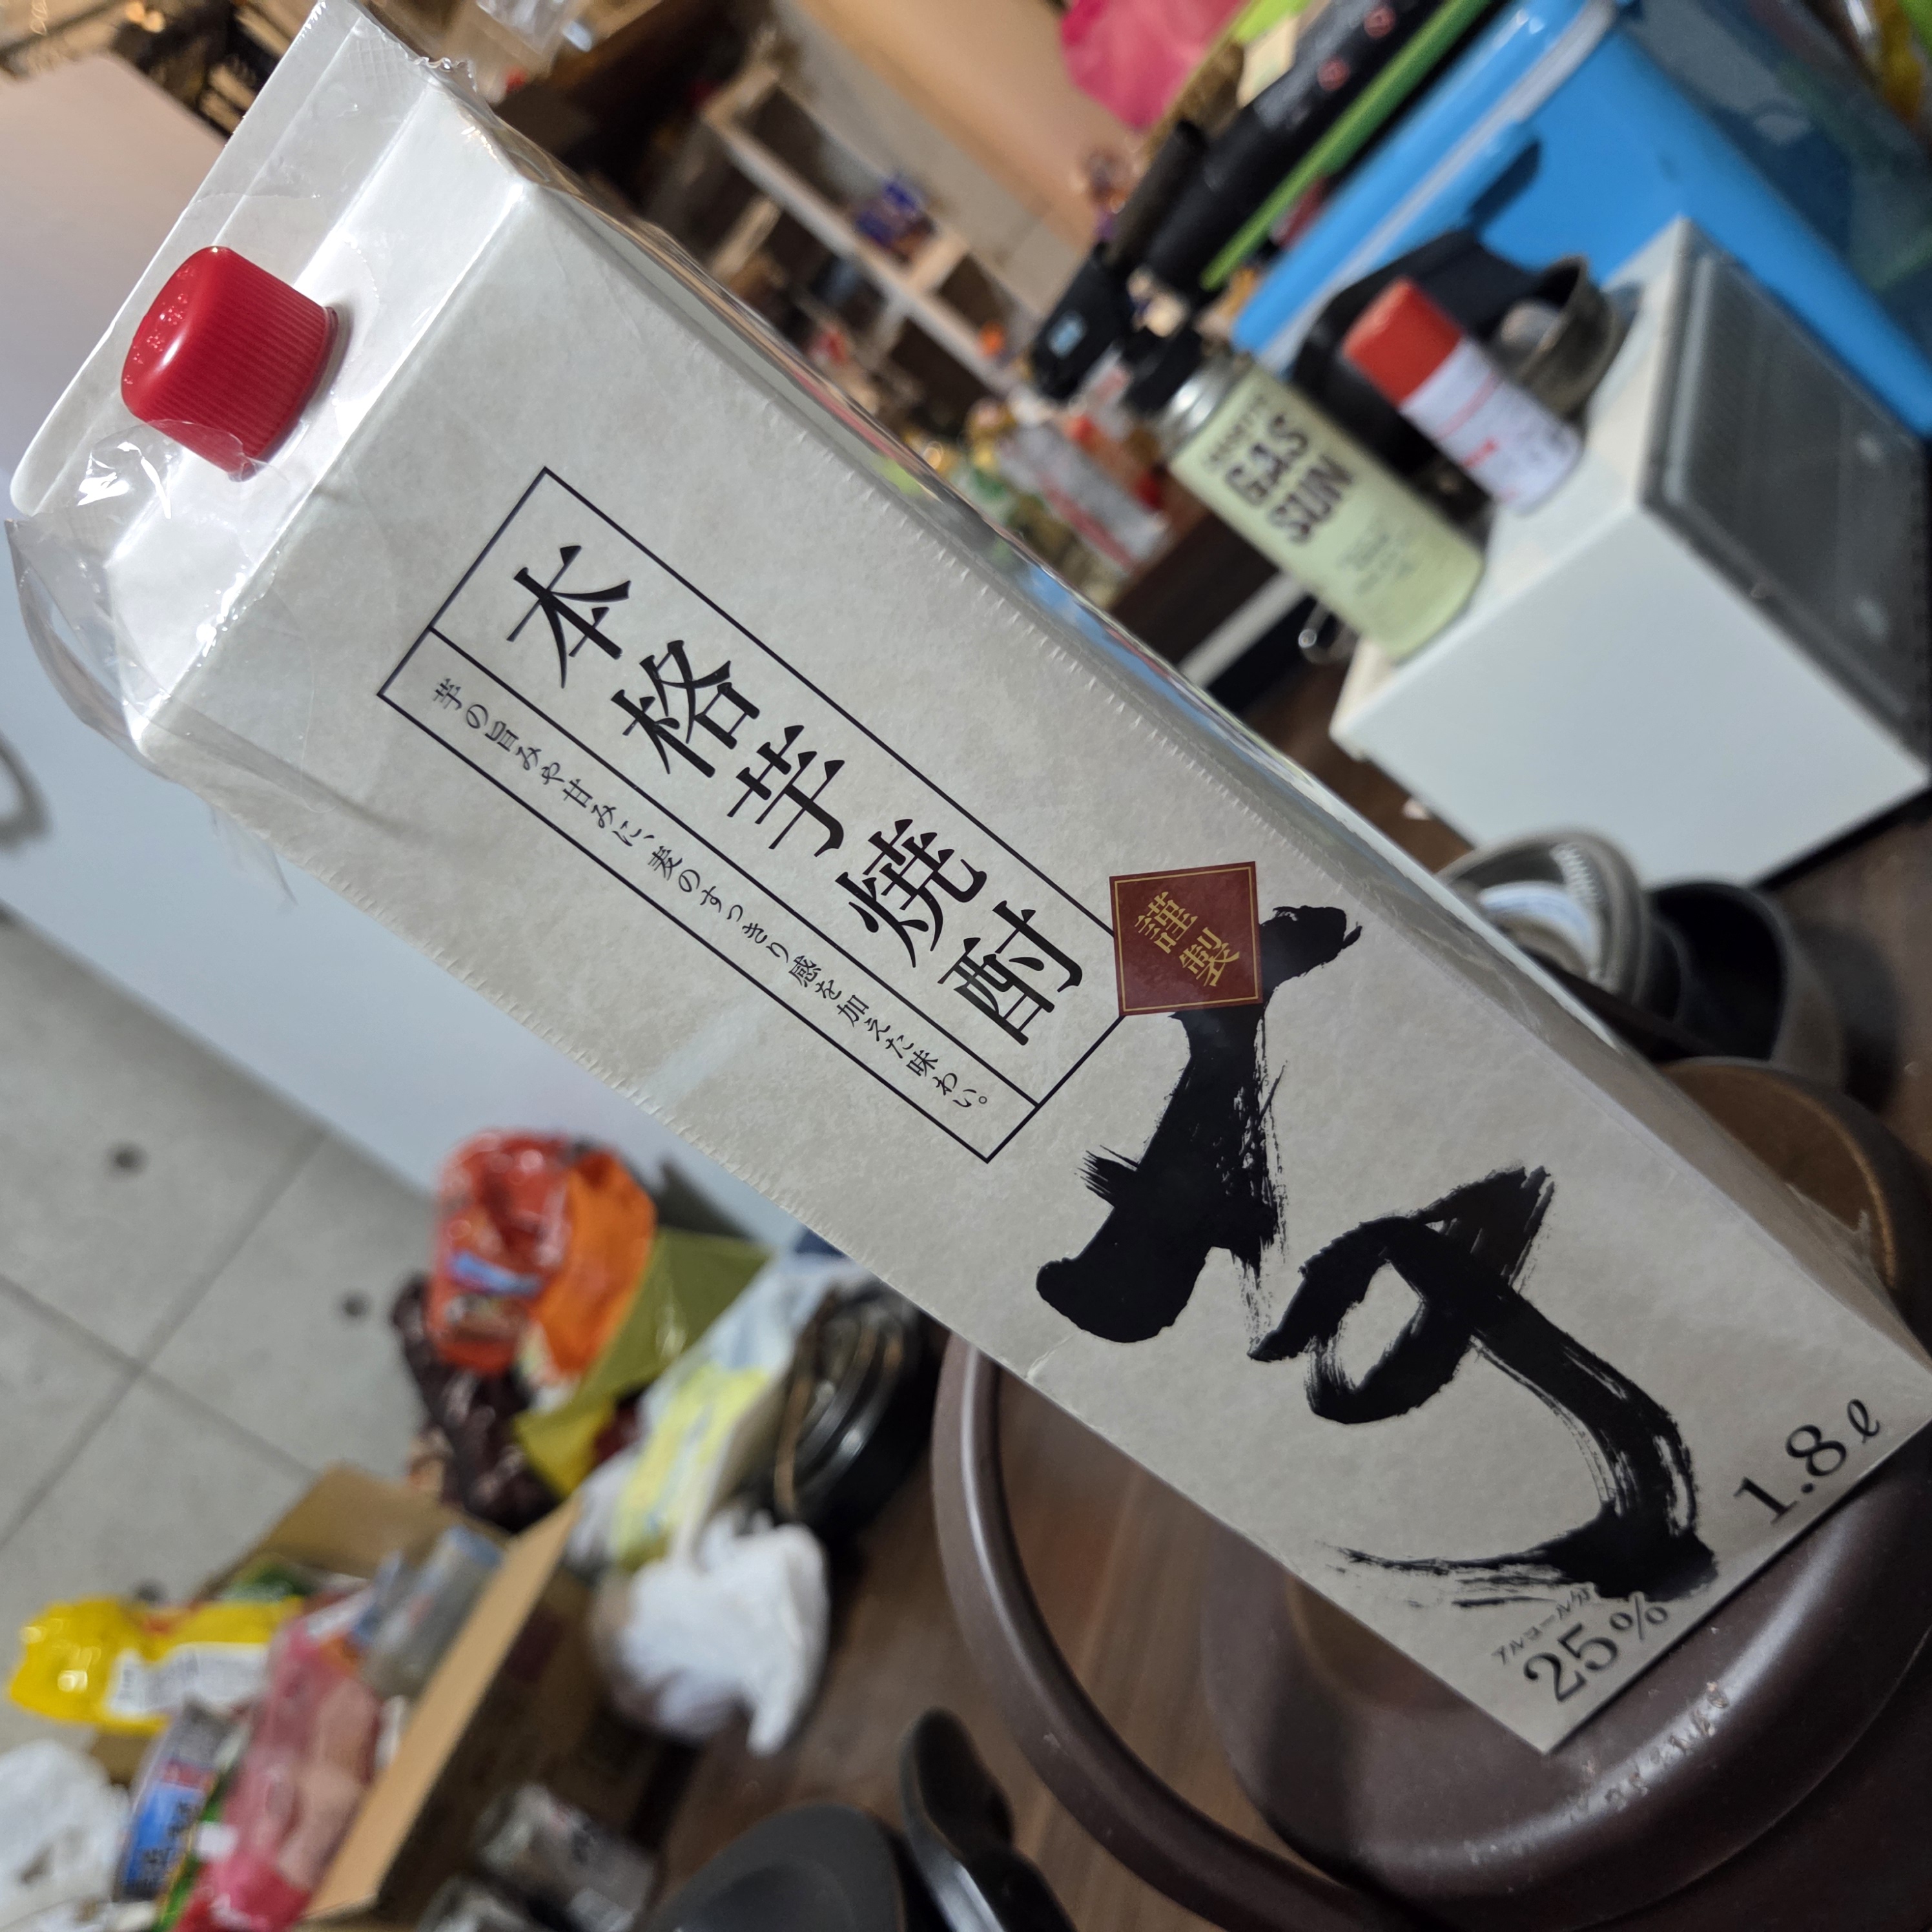 本格芋焼酎
芋の旨みや甘みに、麦のすっきり感を加えた味わい。
謹製
アルコール分
25%
1.8ℓ
GAS
SUN